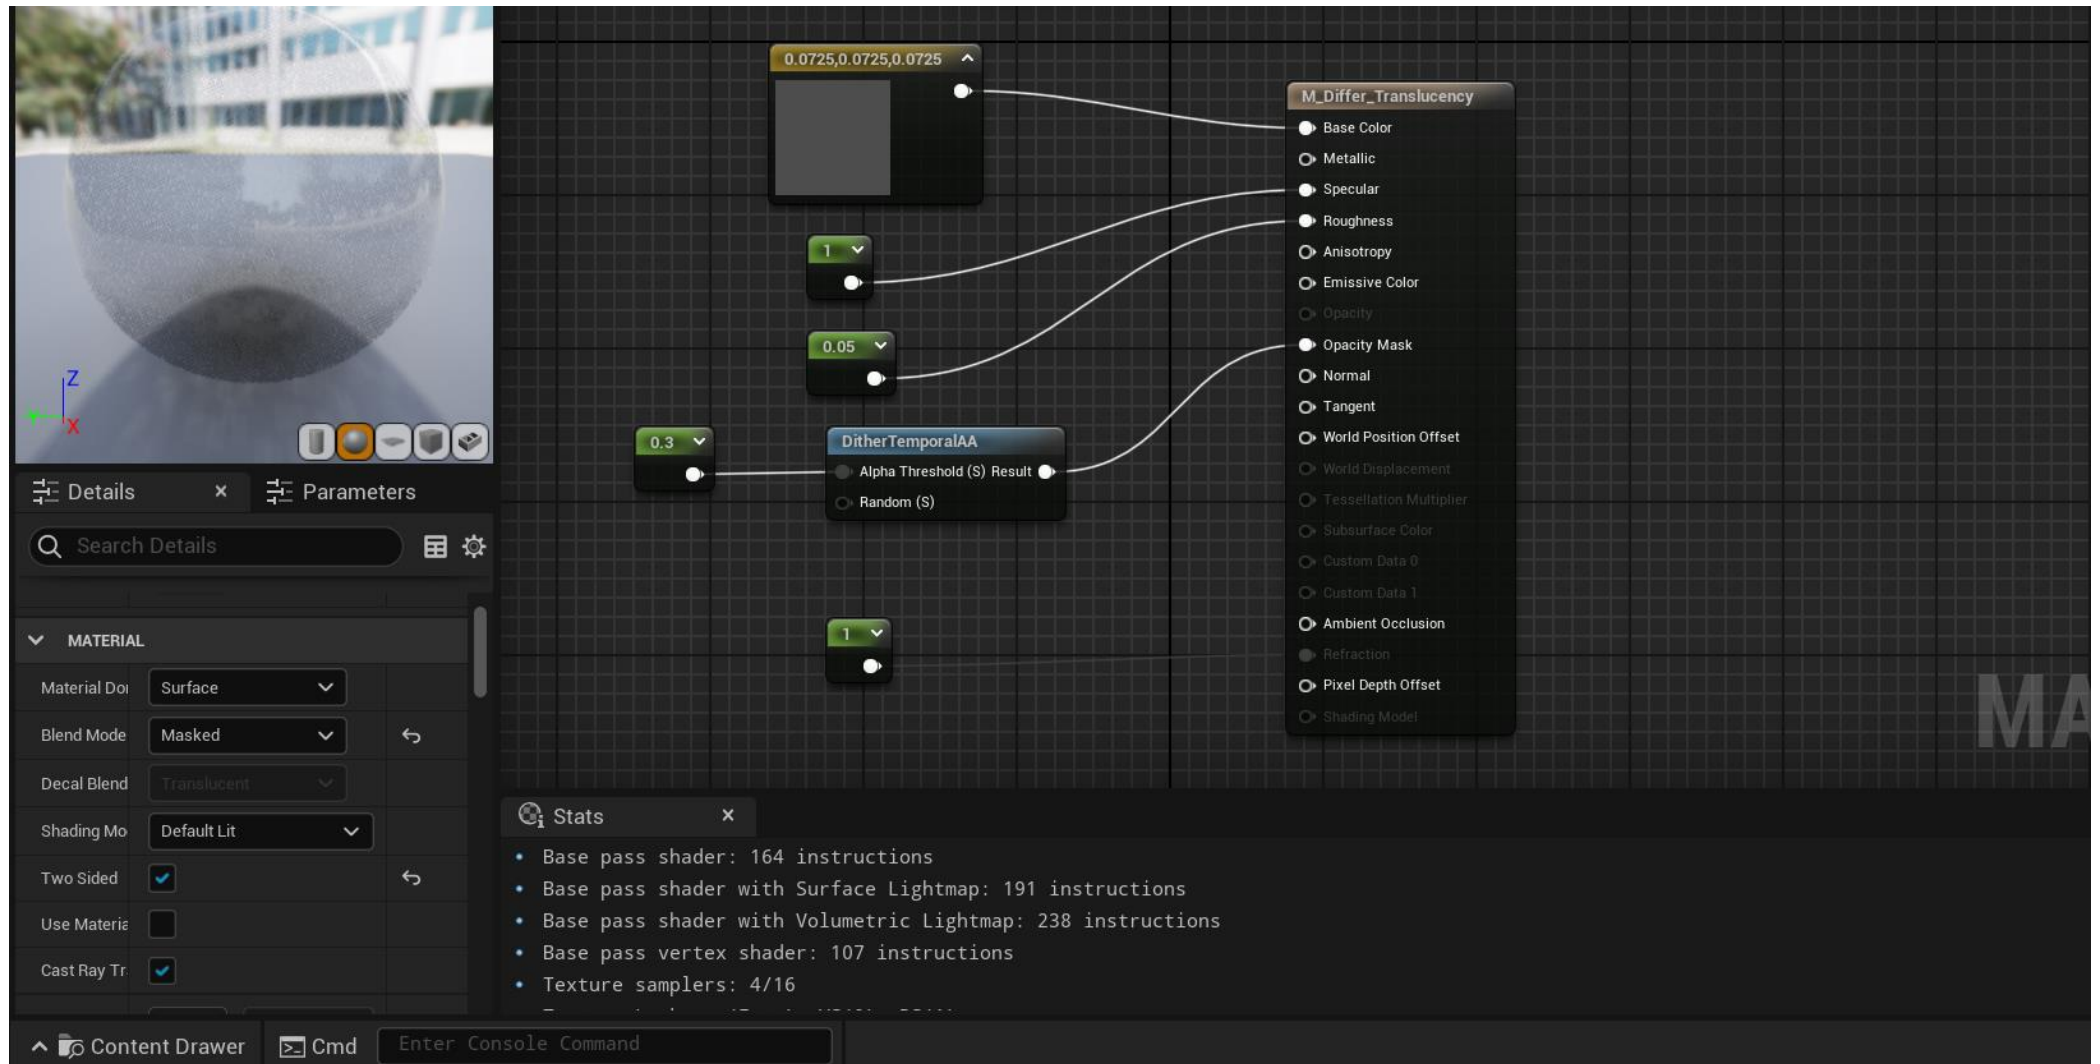 0.0725,0.0725,0.0725
M_Differ_Translucency
Base Color
Metallic
Specular
Roughness
Anisotropy
Emissive Color
Opacity
Opacity Mask
Normal
Tangent
World Position Offset
World Displacement
Tessellation Multiplier
Subsurface Color
Custom Data 0
Custom Data 1
Ambient Occlusion
Refraction
Pixel Depth Offset
Shading Model
1
0.05
0.3
DitherTemporalAA
Alpha Threshold (S) Result
Random (S)
1
MA
Z
X
Details
Parameters
Search Details
MATERIAL
Material Do
Surface
Blend Mode
Masked
Decal Blend
Translucent
Shading Mo
Default Lit
Two Sided
Use Materia
Cast Ray Tr
Stats
• Base pass shader: 164 instructions
• Base pass shader with Surface Lightmap: 191 instructions
• Base pass shader with Volumetric Lightmap: 238 instructions
• Base pass vertex shader: 107 instructions
• Texture samplers: 4/16
Content Drawer
Cmd
Enter Console Command